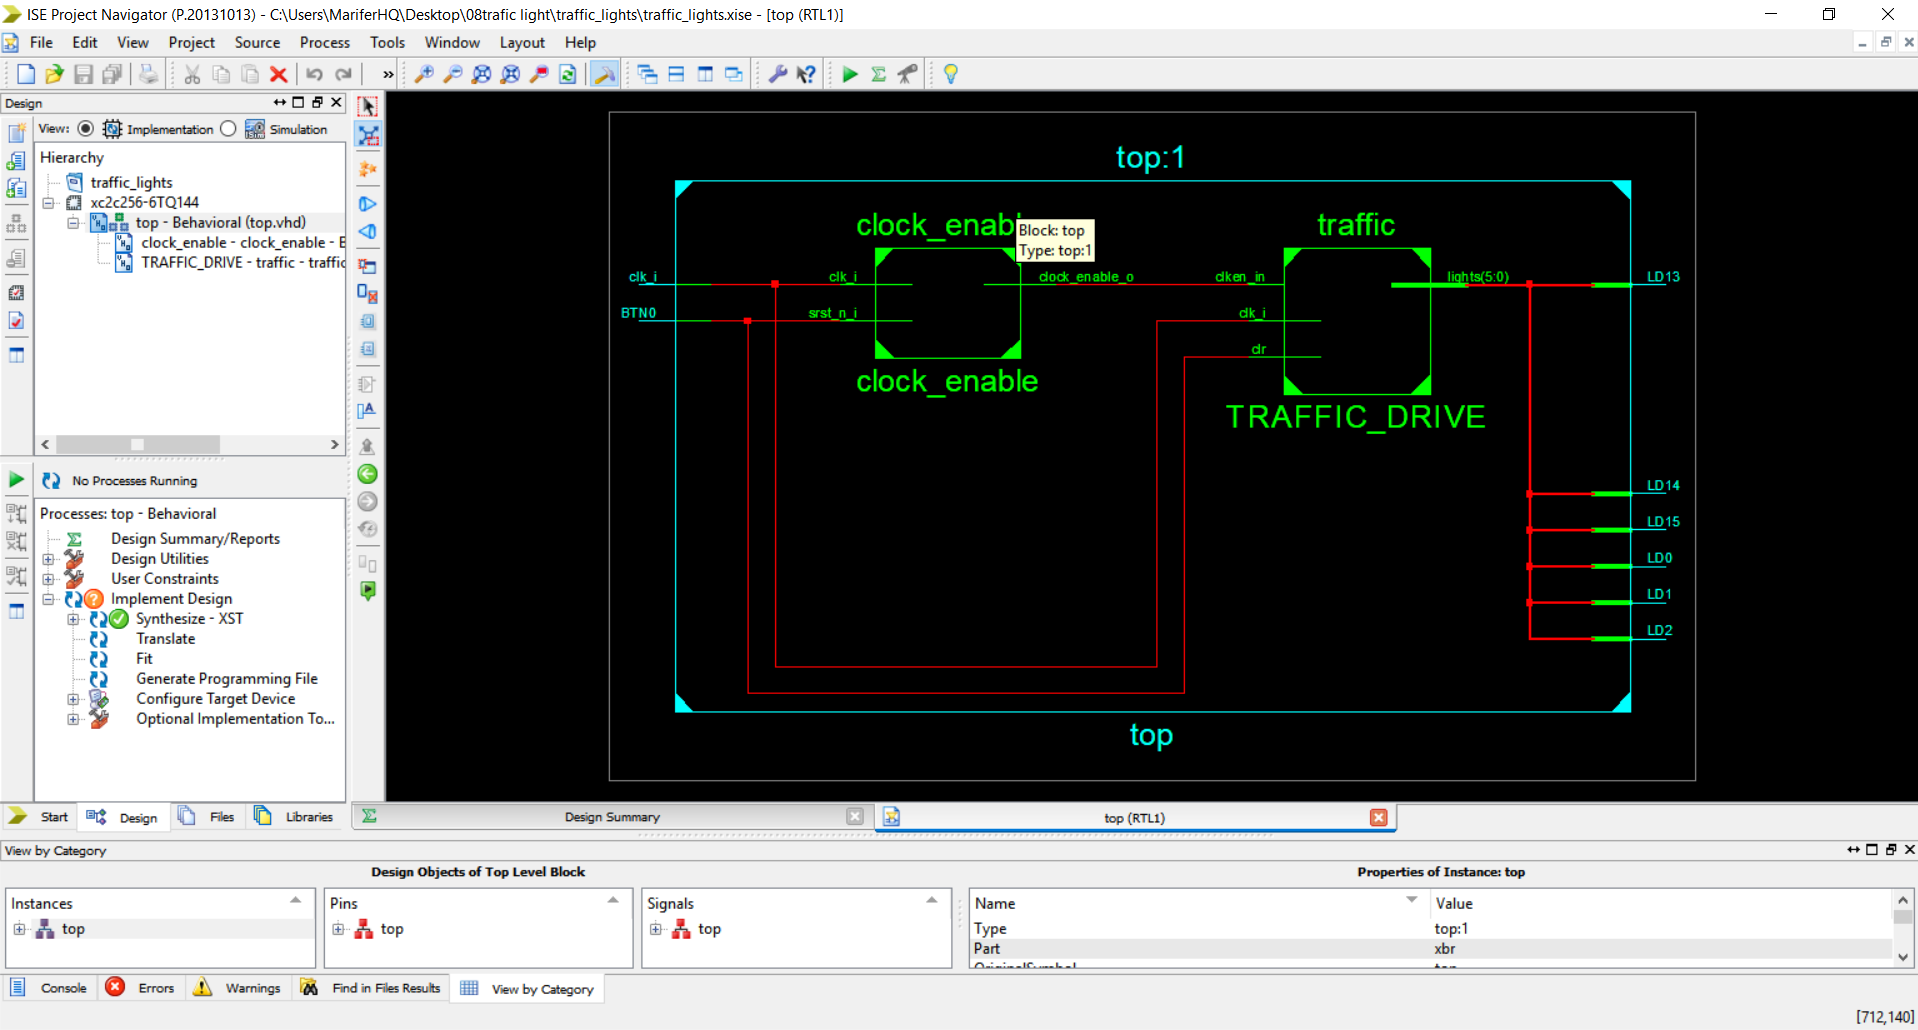 ISE Project Navigator (P.20131013) - C:\Users\MariferHQ\Desktop\08trafic light\traffic_lights\traffic_lights.xise - [top (RTL1)]
File Edit View Project Source Process Tools Window Layout Help
»
Design
View: Implementation Simulation
Hierarchy
traffic_lights
xc2c256-6TQ144
top - Behavioral (top.vhd)
clock_enable - clock_enable - B
TRAFFIC_DRIVE - traffic - traffic
No Processes Running
Processes: top - Behavioral
Design Summary/Reports
Design Utilities
User Constraints
Implement Design
Synthesize - XST
Translate
Fit
Generate Programming File
Configure Target Device
Optional Implementation To...
Start Design Files Libraries
top:1
clock_enabl
Block: top
Type: top:1
traffic
clk_i
clk_i
clock_enable_o
clken_in
lights(5:0)
LD13
BTN0
srst_n_i
clk_i
clr
clock_enable
TRAFFIC_DRIVE
LD14
LD15
LD0
LD1
LD2
top
Design Summary
top (RTL1)
View by Category
Design Objects of Top Level Block
Properties of Instance: top
Instances
top
Pins
top
Signals
top
Name Value
Type top:1
Part xbr
Console Errors Warnings Find in Files Results View by Category
[712,140]